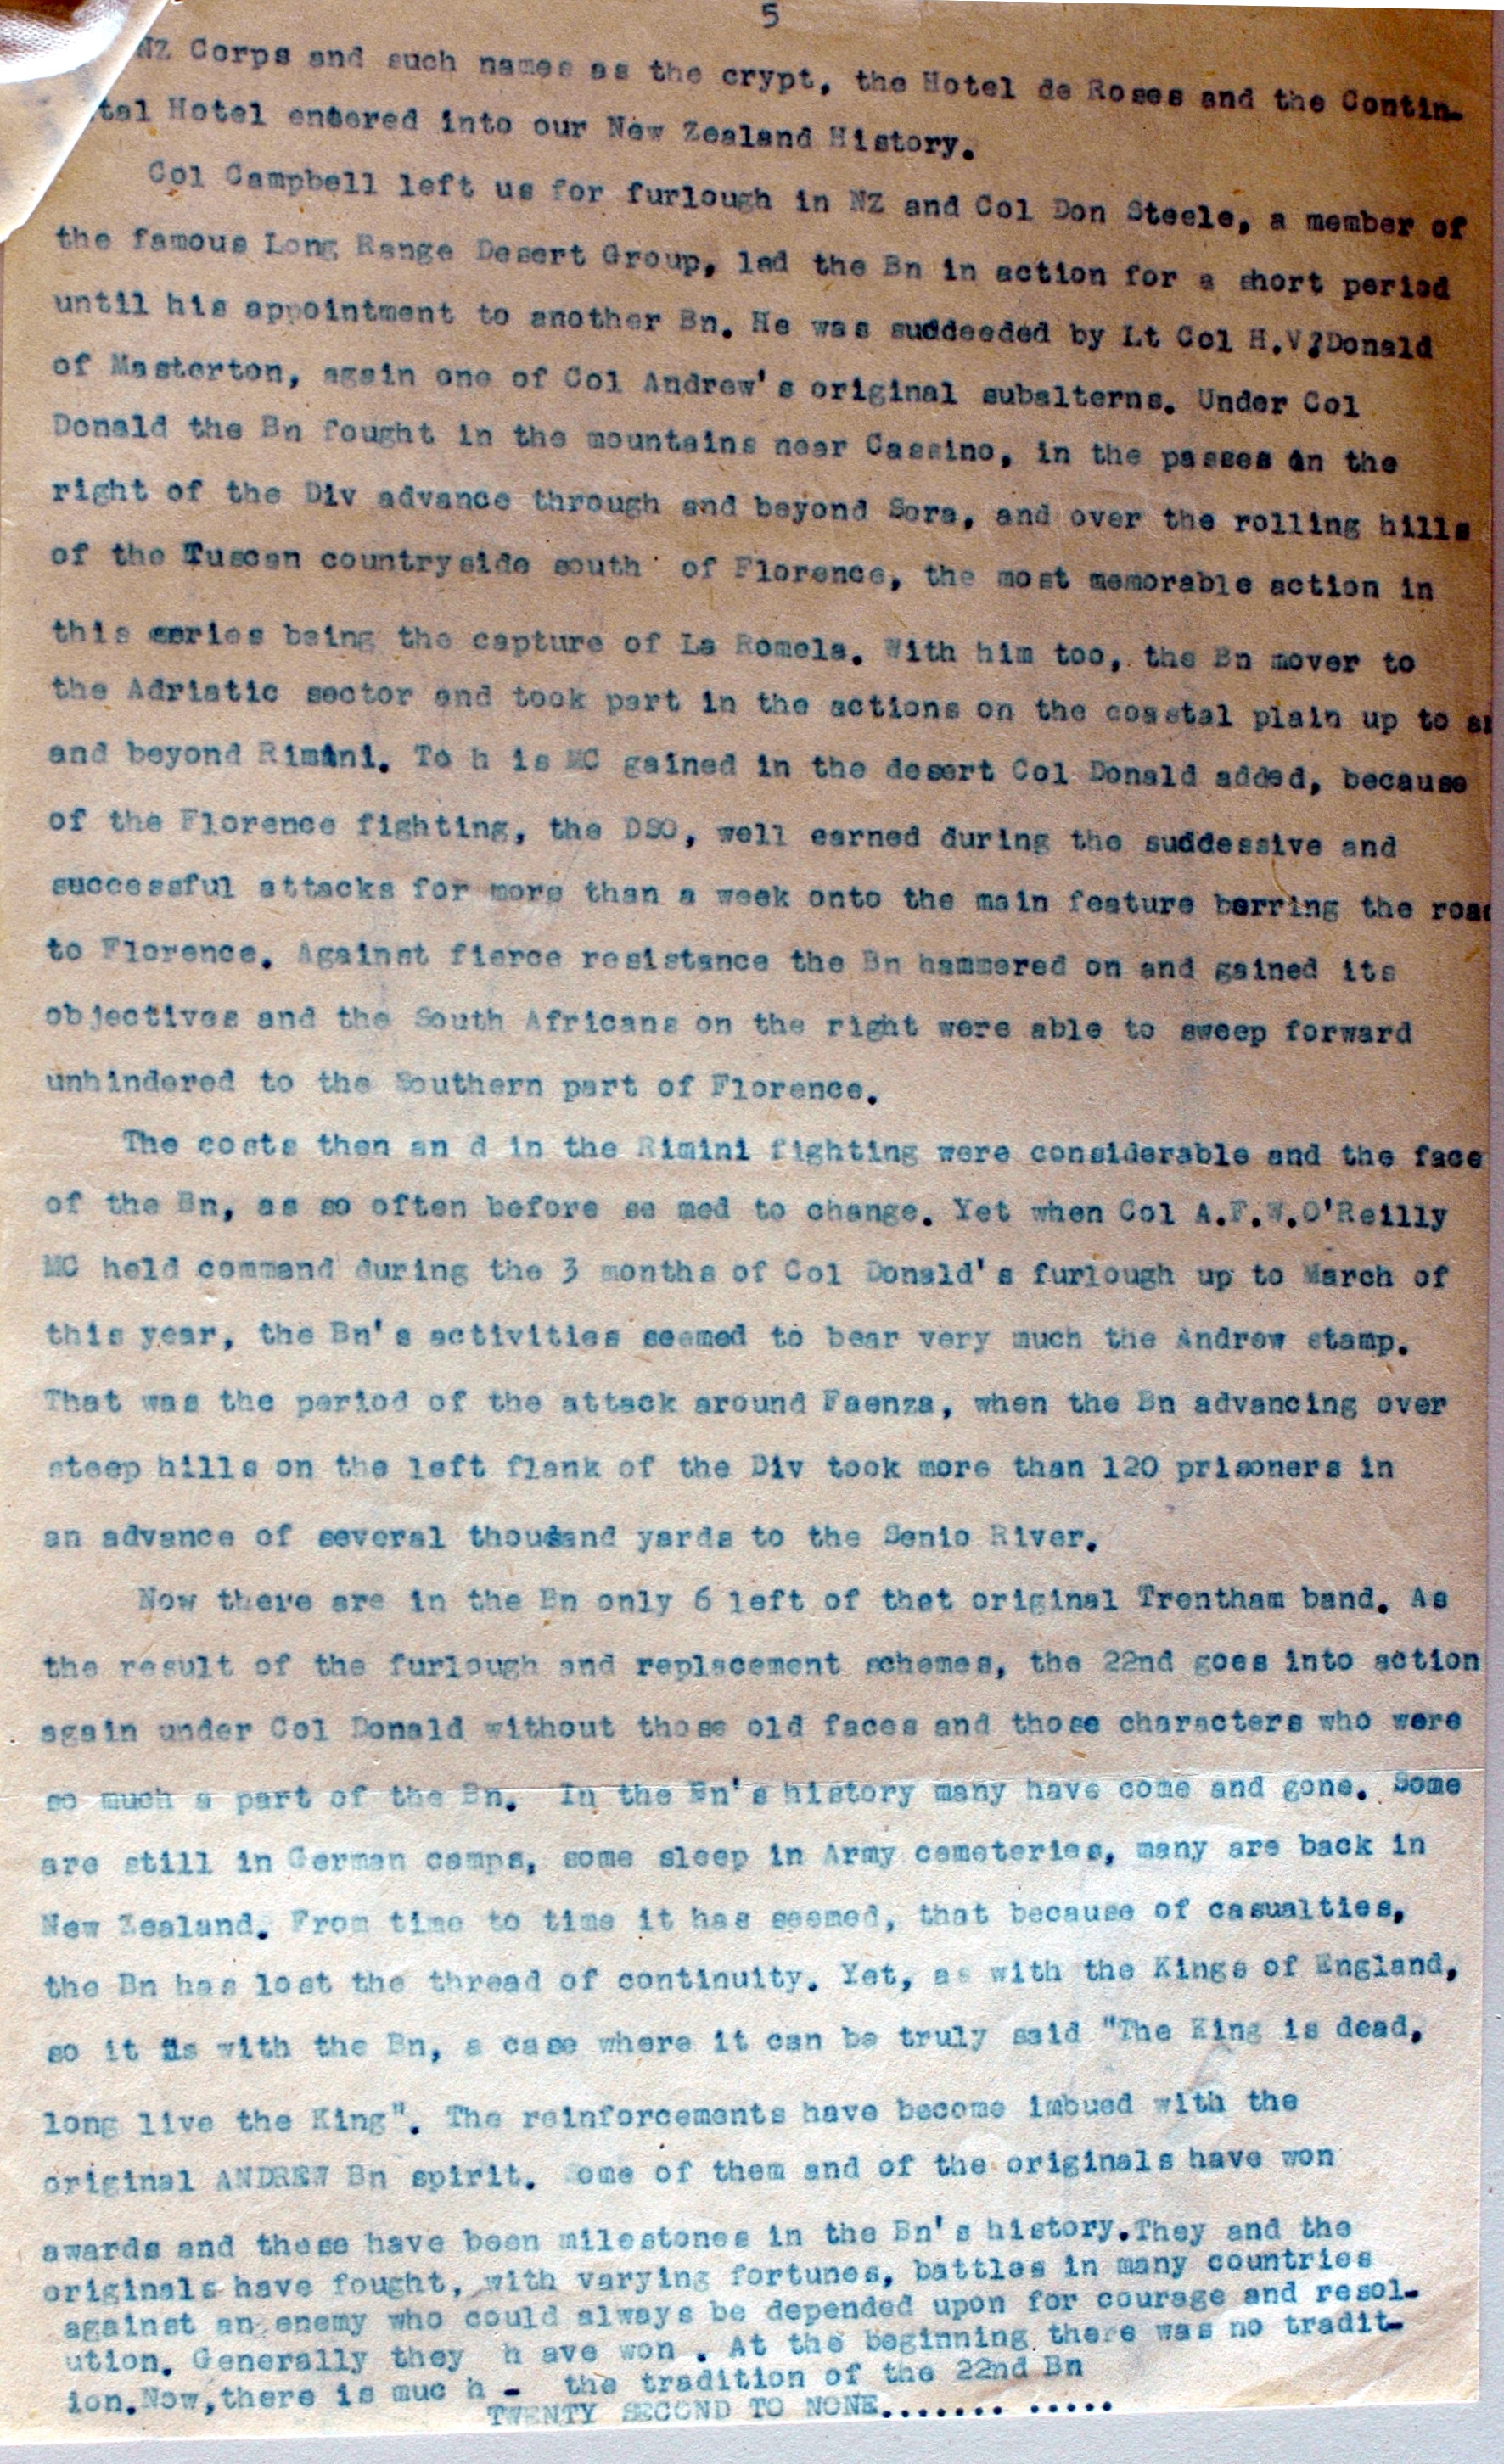 5
NZ Corps and such names as the crypt, the Hotel de Roses and the Contin-
tal Hotel entered into our New Zealand History.
Col Campbell left us for furlough in NZ and Col Don Steele, a member of
the famous Long Range Desert Group, led the Bn in action for a short period
until his appointment to another Bn. He was suddeeded by Lt Col H.V?Donald
of Masterton, again one of Col Andrew's original subalterns. Under Col
Donald the Bn fought in the mountains near Cassino, in the passes on the
right of the Div advance through and beyond Sora, and over the rolling hills
of the Tuscan countryside south of Florence, the most memorable action in
this series being the capture of La Romola. With him too, the Bn mover to
the Adriatic sector and took part in the actions on the coastal plain up to an
and beyond Rimini. To h is MC gained in the desert Col Donald added, because
of the Florence fighting, the DSO, well earned during the suddessive and
successful attacks for more than a week onto the main feature barring the road
to Florence. Against fierce resistance the Bn hammered on and gained its
objectives and the South Africans on the right were able to sweep forward
unhindered to the Southern part of Florence.
The costs then an d in the Rimini fighting were considerable and the face
of the Bn, as so often before se med to change. Yet when Col A.F.W.O'Reilly
MC held command during the 3 months of Col Donald's furlough up to March of
this year, the Bn's activities seemed to bear very much the Andrew stamp.
That was the period of the attack around Faenza, when the Bn advancing over
steep hills on the left flank of the Div took more than 120 prisoners in
an advance of several thousand yards to the Senio River.
Now there are in the Bn only 6 left of that original Trentham band. As
the result of the furlough and replacement schemes, the 22nd goes into action
again under Col Donald without those old faces and those characters who were
so much a part of the Bn. In the Bn's history many have come and gone. Some
are still in German camps, some sleep in Army cemeteries, many are back in
New Zealand. From time to time it has seemed, that because of casualties,
the Bn has lost the thread of continuity. Yet, as with the Kings of England,
so it is with the Bn, a case where it can be truly said "The King is dead,
long live the King". The reinforcements have become imbued with the
original ANDREW Bn spirit. ome of them and of the originals have won
awards and these have been milestones in the Bn's history.They and the
originals have fought, with varying fortunes, battles in many countries
against an enemy who could always be depended upon for courage and resol-
ution. Generally they h ave won . At the beginning there was no tradit-
ion.Now,there is muc h - the tradition of the 22nd Bn
TWENTY SECOND TO NONE....... .....